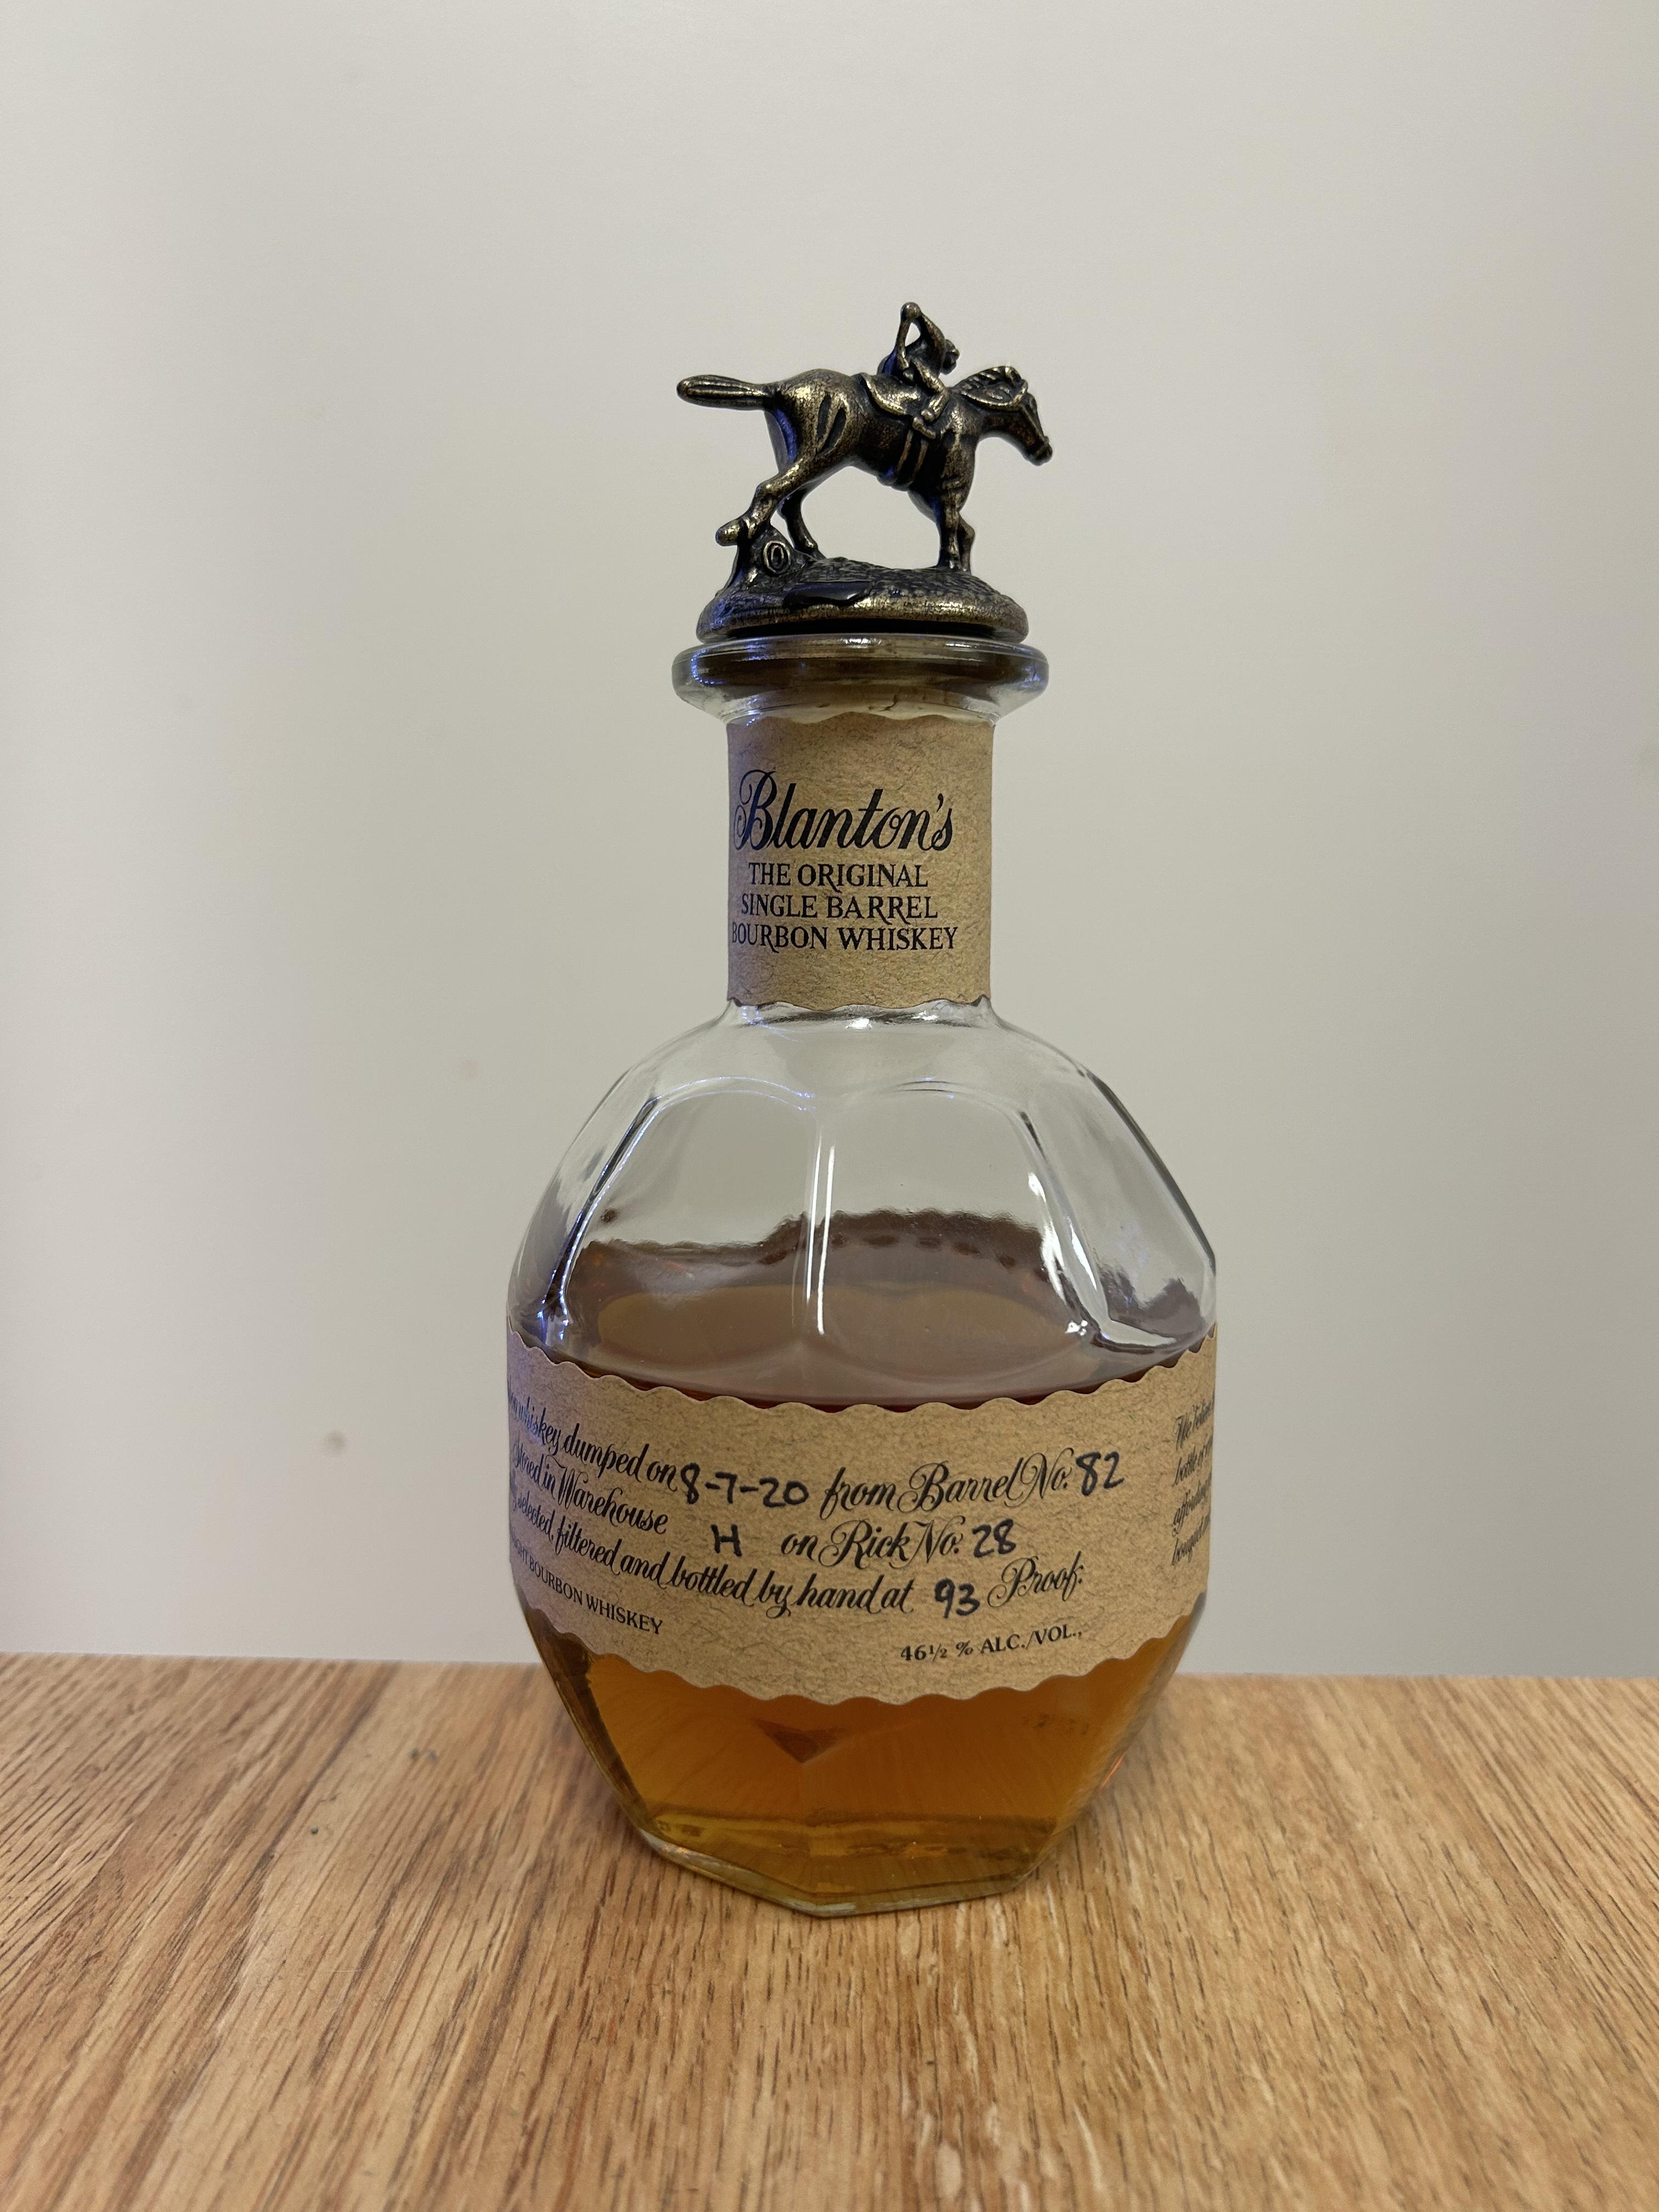 Blanton's
THE ORIGINAL
SINGLE BARREL
BOURBON WHISKEY
whiskey dumped on 8-7-20 from Barrel No. 82
Stored in Warehouse H on Rick No. 28
selected, filtered and bottled by hand at 93 Proof.
BOURBON WHISKEY 46½ % ALC./VOL.,